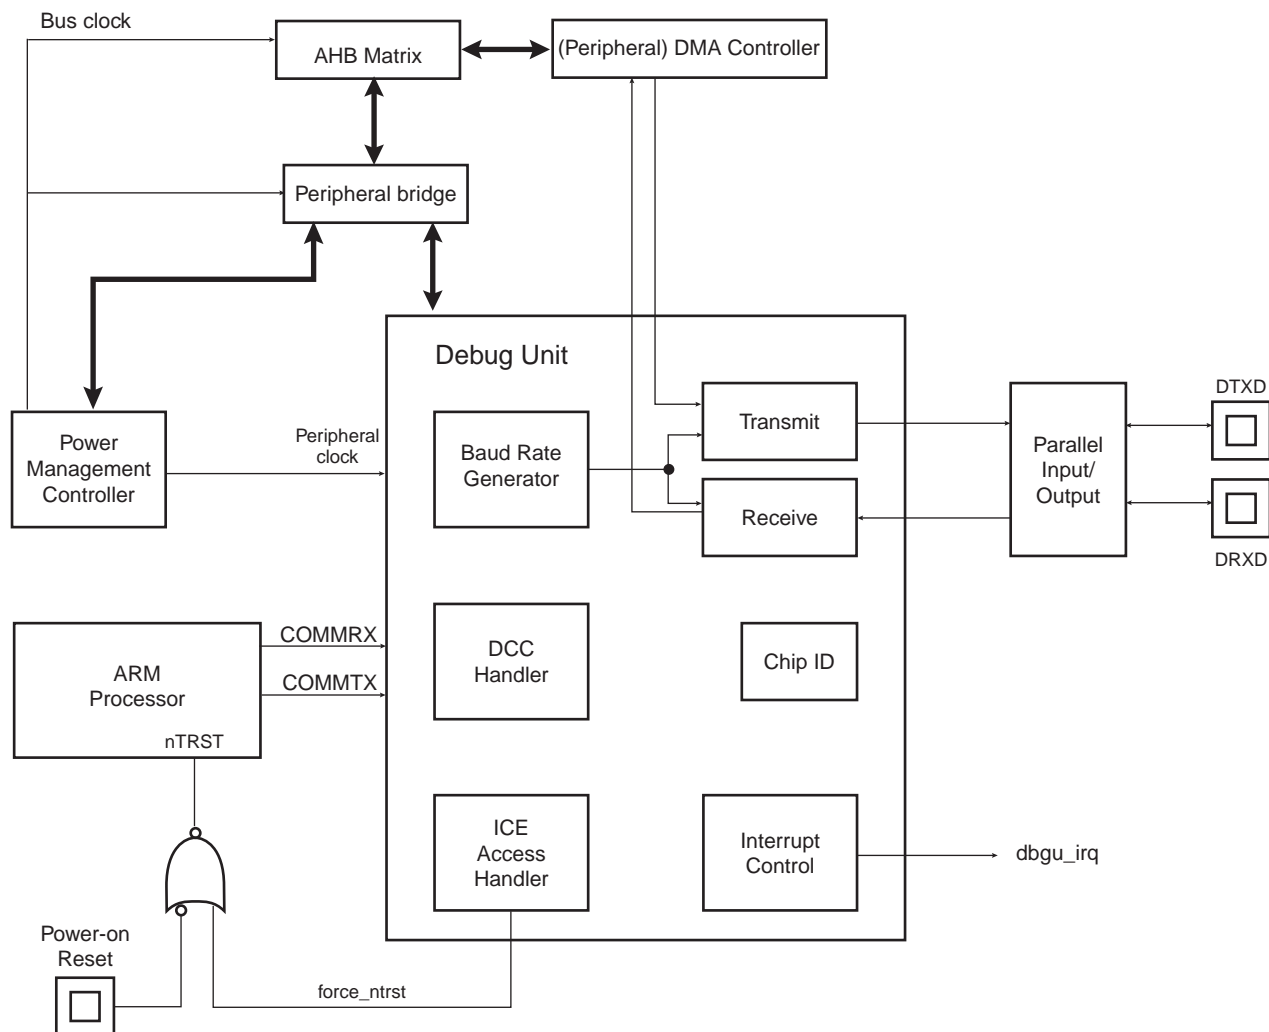 Bus clock
AHB Matrix
(Peripheral) DMA Controller
Peripheral bridge
Debug Unit
Power
Management
Controller
Peripheral
clock
Baud Rate
Generator
Transmit
Receive
Parallel
Input/
Output
DTXD
DRXD
ARM
Processor
nTRST
COMMRX
COMMTX
DCC
Handler
Chip ID
ICE
Access
Handler
Interrupt
Control
dbgu_irq
Power-on
Reset
force_ntrst